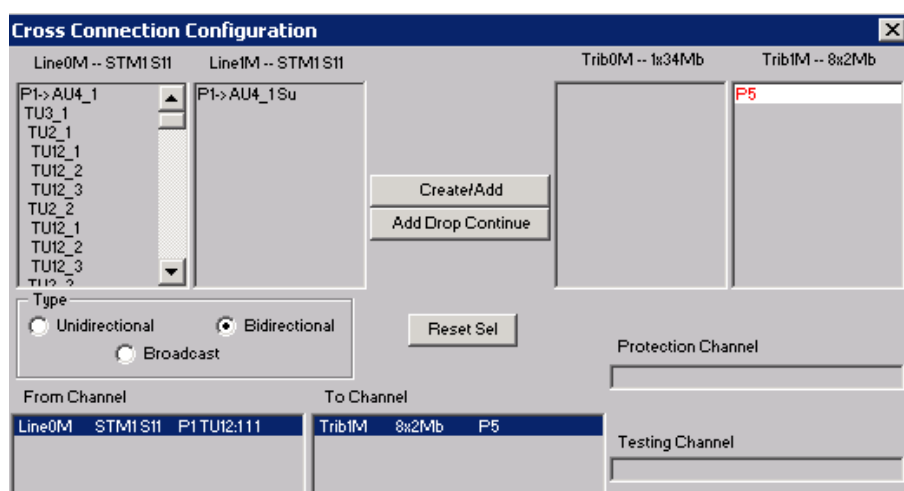 Cross Connection Configuration
Line0M -- STM1 S11 Line1M -- STM1 S11 Trib0M -- 1x34Mb Trib1M -- 8x2Mb
P1->AU4_1
TU3_1
TU2_1
TU12_1
TU12_2
TU12_3
TU2_2
TU12_1
TU12_2
TU12_3
P1->AU4_1Su
P5
Create/Add
Add Drop Continue
Type
Unidirectional Bidirectional
Broadcast
Reset Sel
Protection Channel
From Channel To Channel
Line0M STM1 S11 P1 TU12:111 Trib1M 8x2Mb P5
Testing Channel